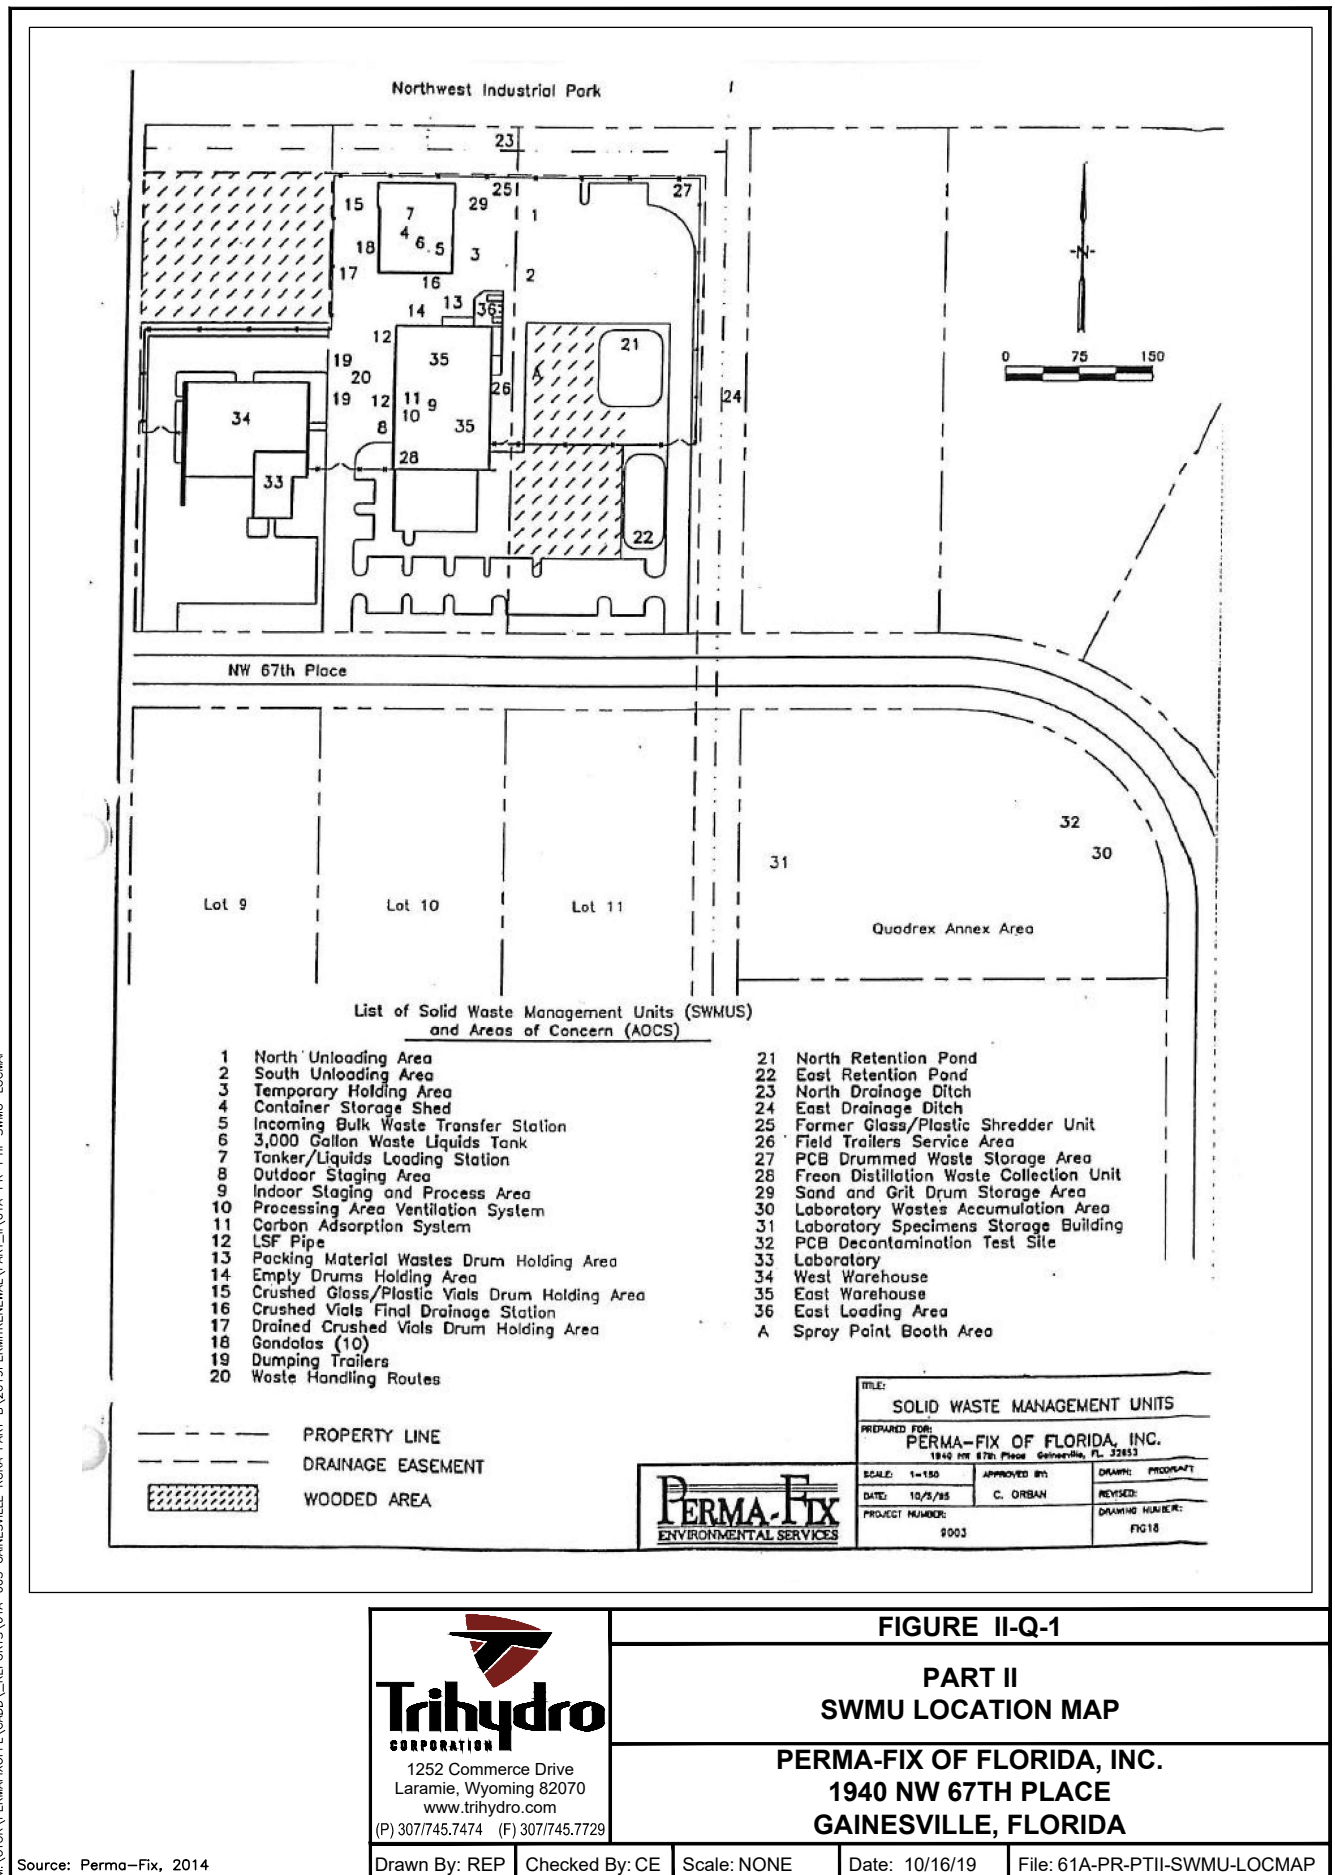 Northwest Industrial Park
23
25
27
15
7
29
1
4
6
5
18
3
17
2
16
13
36
14
12
35
21
19
20
A
26
24
19
12
11
9
10
34
8
35
28
33
22
0 75 150
N
NW 67th Place
32
30
31
Lot 9
Lot 10
Lot 11
Quadrex Annex Area
List of Solid Waste Management Units (SWMUS)
and Areas of Concern (AOCS)
1 North Unloading Area
2 South Unloading Area
3 Temporary Holding Area
4 Container Storage Shed
5 Incoming Bulk Waste Transfer Station
6 3,000 Gallon Waste Liquids Tank
7 Tanker/Liquids Loading Station
8 Outdoor Staging Area
9 Indoor Staging and Process Area
10 Processing Area Ventilation System
11 Carbon Adsorption System
12 LSF Pipe
13 Packing Material Wastes Drum Holding Area
14 Empty Drums Holding Area
15 Crushed Glass/Plastic Vials Drum Holding Area
16 Crushed Vials Final Drainage Station
17 Drained Crushed Vials Drum Holding Area
18 Gondolas (10)
19 Dumping Trailers
20 Waste Handling Routes
21 North Retention Pond
22 East Retention Pond
23 North Drainage Ditch
24 East Drainage Ditch
25 Former Glass/Plastic Shredder Unit
26 Field Trailers Service Area
27 PCB Drummed Waste Storage Area
28 Freon Distillation Waste Collection Unit
29 Sand and Grit Drum Storage Area
30 Laboratory Wastes Accumulation Area
31 Laboratory Specimens Storage Building
32 PCB Decontamination Test Site
33 Laboratory
34 West Warehouse
35 East Warehouse
36 East Loading Area
A Spray Paint Booth Area
PROPERTY LINE
DRAINAGE EASEMENT
WOODED AREA
PERMA-FIX
ENVIRONMENTAL SERVICES
TITLE:
SOLID WASTE MANAGEMENT UNITS
PREPARED FOR:
PERMA-FIX OF FLORIDA, INC.
1940 NW 67th Place Gainesville, FL. 32653
SCALE: 1=150
APPROVED BY:
DRAWN:
DATE: 10/5/95
C. ORBAN
REVISED:
PROJECT NUMBER:
9003
DRAWING NUMBER:
FIG18
Trihydro
CORPORATION
1252 Commerce Drive
Laramie, Wyoming 82070
www.trihydro.com
(P) 307/745.7474 (F) 307/745.7729
FIGURE II-Q-1
PART II
SWMU LOCATION MAP
PERMA-FIX OF FLORIDA, INC.
1940 NW 67TH PLACE
GAINESVILLE, FLORIDA
Source: Perma-Fix, 2014
Drawn By: REP
Checked By: CE
Scale: NONE
Date: 10/16/19
File: 61A-PR-PTII-SWMU-LOCMAP